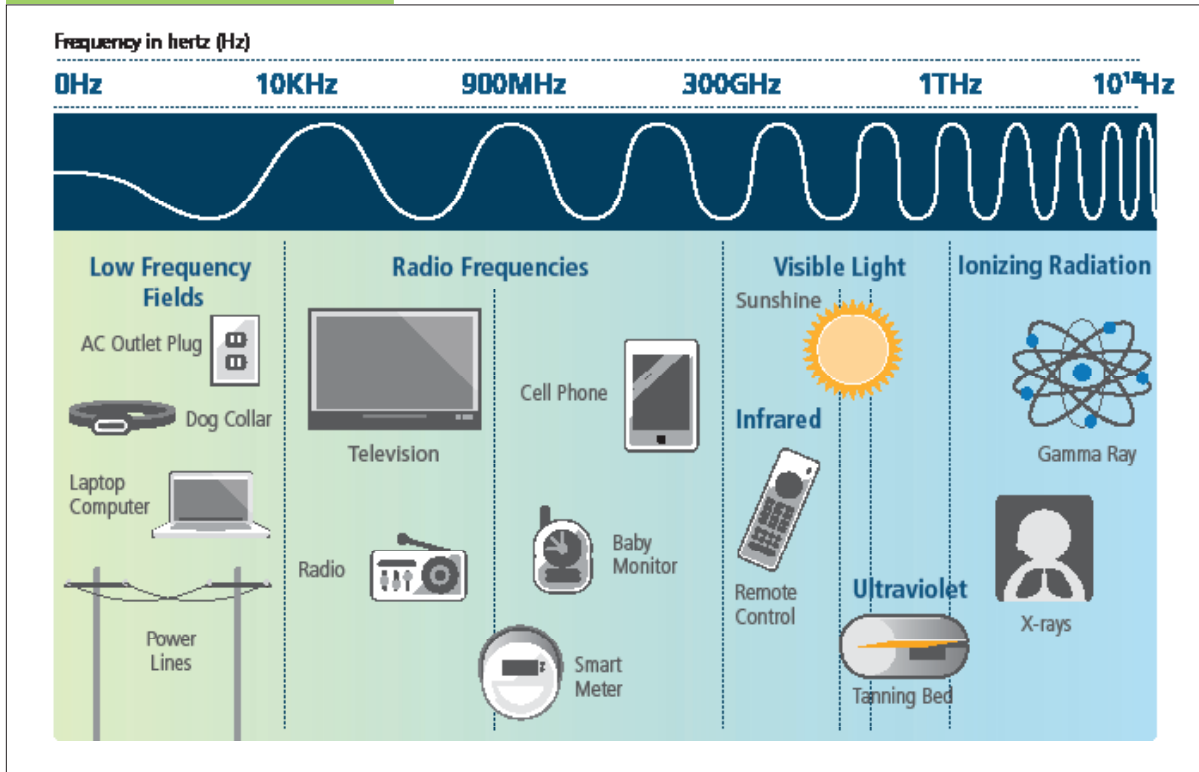 Frequency in hertz (Hz)
0Hz 10KHz 900MHz 300GHz 1THz 10¹⁸Hz
Low Frequency
Fields
AC Outlet Plug
Dog Collar
Laptop
Computer
Power
Lines
Radio Frequencies
Television
Radio
Cell Phone
Baby
Monitor
Smart
Meter
Visible Light
Sunshine
Infrared
Remote
Control
Ultraviolet
Tanning Bed
Ionizing Radiation
Gamma Ray
X-rays